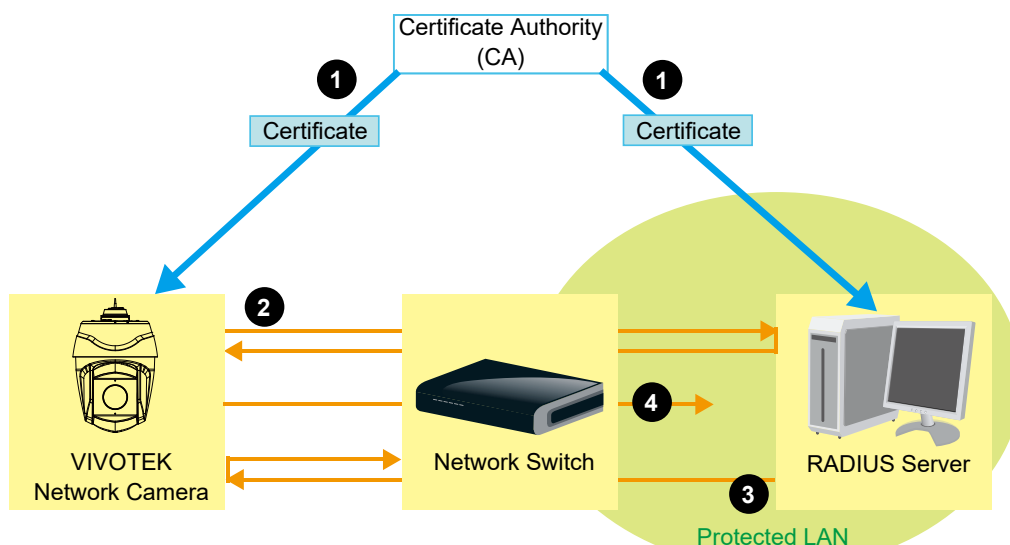 Certificate Authority
(CA)
1
1
Certificate
Certificate
2
4
VIVOTEK
Network Camera
Network Switch
RADIUS Server
3
Protected LAN